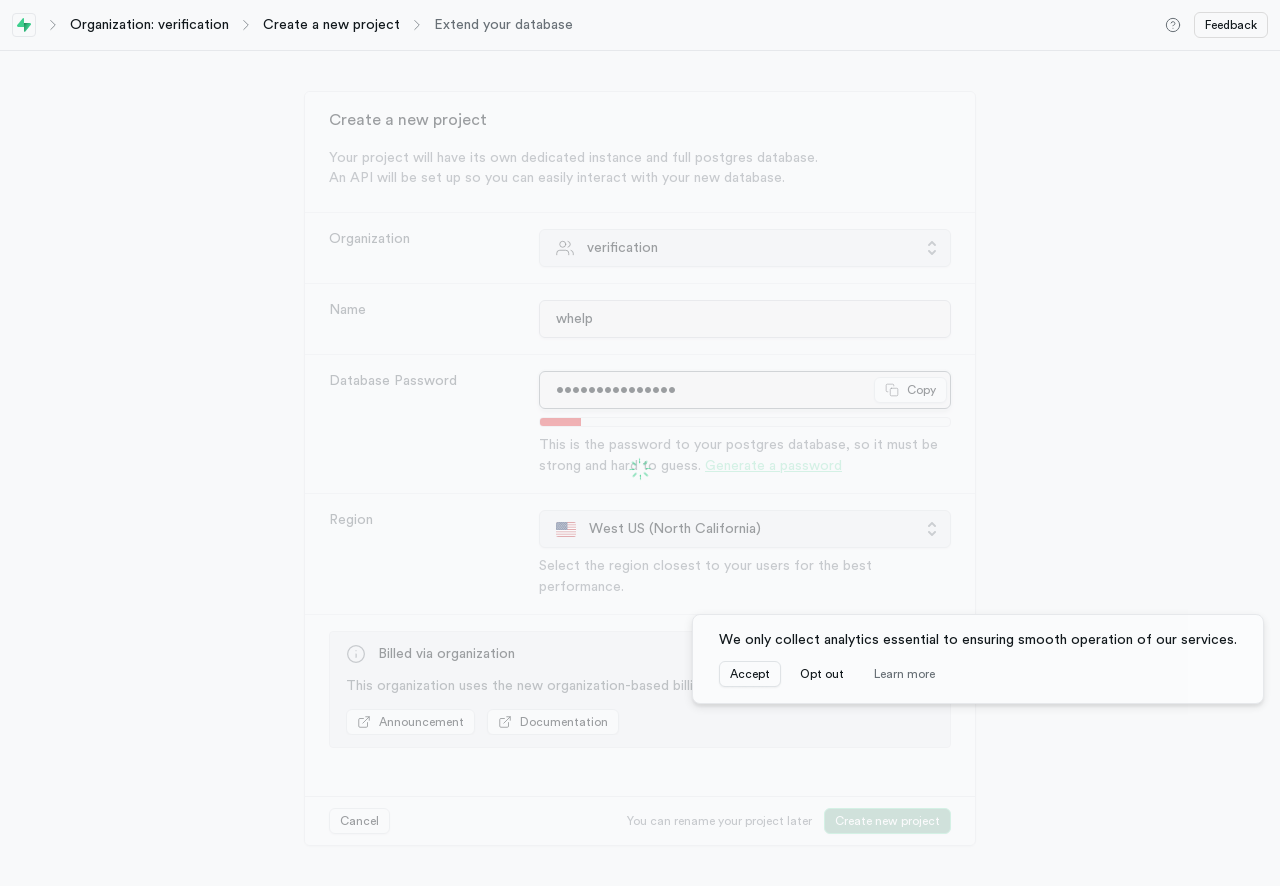 Organization: verification
Create a new project
Extend your database
Feedback
Create a new project
Your project will have its own dedicated instance and full postgres database.
An API will be set up so you can easily interact with your new database.
Organization
verification
Name
whelp
Database Password
•••••••••••••••
Copy
This is the password to your postgres database, so it must be
strong and hard to guess. Generate a password
Region
West US (North California)
Select the region closest to your users for the best
performance.
Billed via organization
This organization uses the new organization-based billi
Announcement
Documentation
We only collect analytics essential to ensuring smooth operation of our services.
Accept
Opt out
Learn more
Cancel
You can rename your project later
Create new project